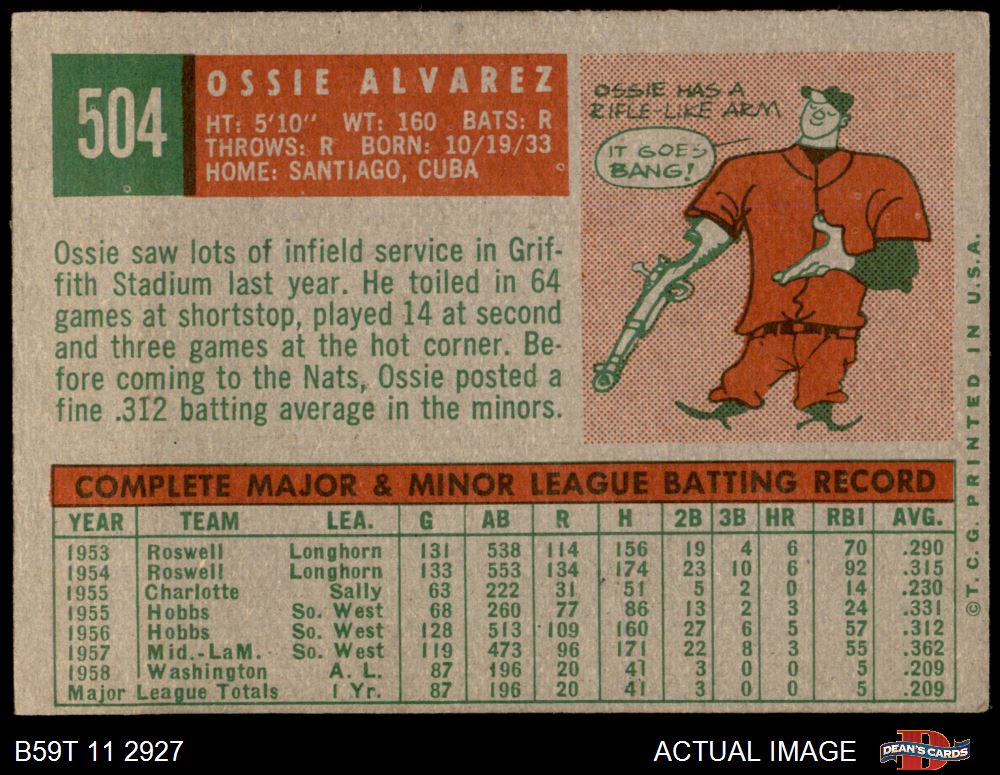 504
OSSIE ALVAREZ
HT: 5'10" WT: 160 BATS: R
THROWS: R BORN: 10/19/33
HOME: SANTIAGO, CUBA
OSSIE HAS A
RIFLE-LIKE ARM
IT GOES
BANG!
Ossie saw lots of infield service in Grif-
fith Stadium last year. He toiled in 64
games at shortstop, played 14 at second
and three games at the hot corner. Be-
fore coming to the Nats, Ossie posted a
fine .312 batting average in the minors.
COMPLETE MAJOR & MINOR LEAGUE BATTING RECORD
YEAR TEAM LEA. G AB R H 2B 3B HR RBI AVG.
1953 Roswell Longhorn 131 538 114 156 19 4 6 70 .290
1954 Roswell Longhorn 133 553 134 174 23 10 6 92 .315
1955 Charlotte Sally 63 222 31 51 5 2 0 14 .230
1955 Hobbs So. West 68 260 77 86 13 2 3 24 .331
1956 Hobbs So. West 128 513 109 160 27 6 5 57 .312
1957 Mid.-LaM. So. West 119 473 96 171 22 8 3 55 .362
1958 Washington A. L. 87 196 20 41 3 0 0 5 .209
Major League Totals 1 Yr. 87 196 20 41 3 0 0 5 .209
© T. C. G. PRINTED IN U.S.A.
B59T 11 2927
ACTUAL IMAGE
D
DEAN'S CARDS